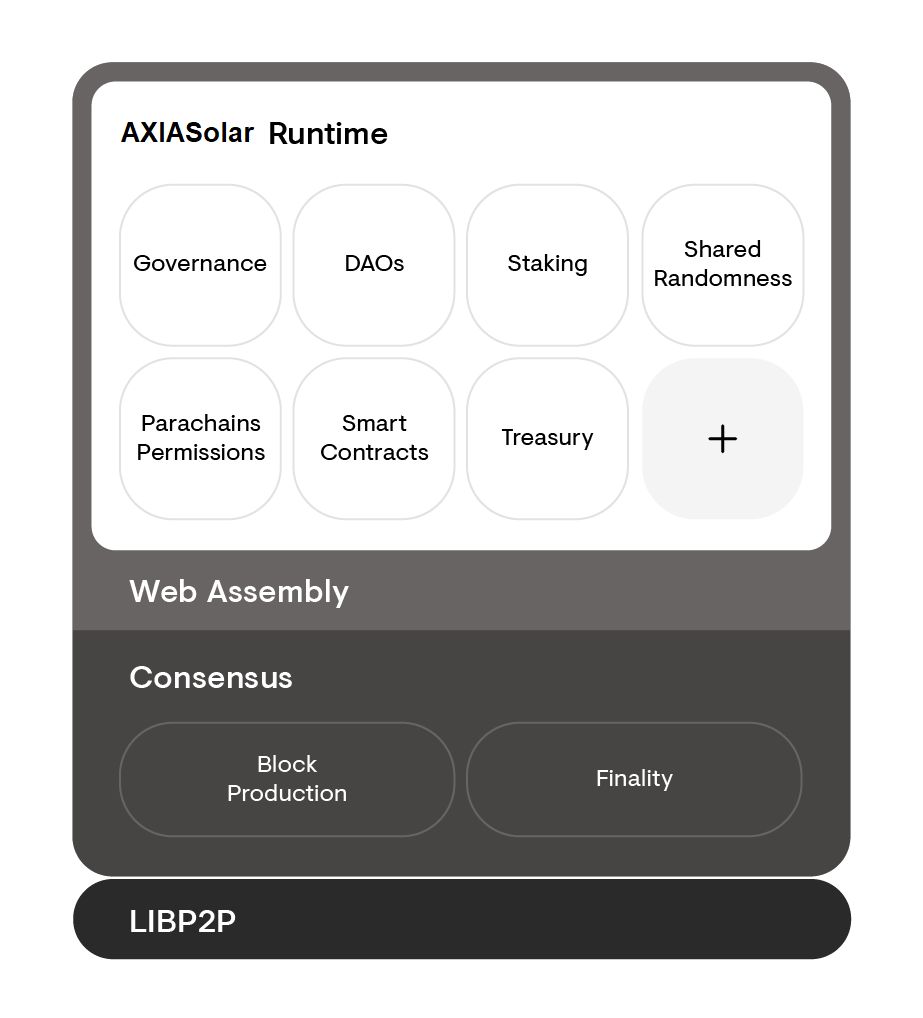 AXIASolar Runtime
Governance
DAOs
Staking
Shared
Randomness
Parachains
Permissions
Smart
Contracts
Treasury
+
Web Assembly
Consensus
Block
Production
Finality
LIBP2P